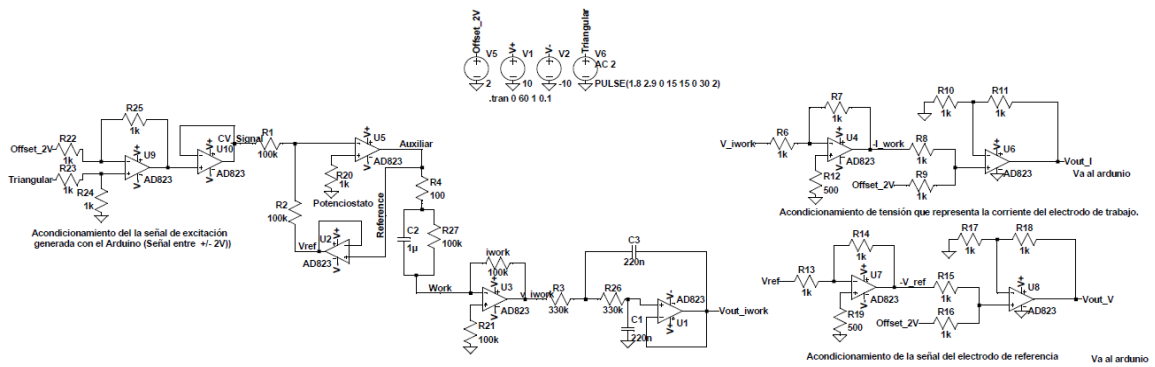 Offset_2V
V5
2
V+
V1
10
V-
V2
-10
Triangular
V6
AC 2
PULSE(1.8 2.9 0 15 15 0 30 2)
.tran 0 60 1 0.1
R25
1k
R22
1k
Offset_2V
R23
1k
Triangular
R24
1k
V+
U9
AD823
V-
V+
U10
AD823
V-
CV_Signal
R1
100k
R2
100k
V+
U5
AD823
V-
Auxiliar
R20
1k
Potenciostato
Reference
R4
100
C2
1µ
R27
100k
Vref
U2
V+
AD823
V-
Acondicionamiento del la señal de excitación
generada con el Arduino (Señal entre +/- 2V))
Work
iwork
100k
V+
U3
AD823
V-
R21
100k
v_iwork
R3
330k
C3
220n
R26
330k
C1
220n
V-
AD823
V+
U1
Vout_iwork
R7
1k
V_iwork
R6
1k
V+
U4
AD823
V-
R12
500
-I_work
R8
1k
Offset_2V
R9
1k
R10
1k
R11
1k
V+
U6
AD823
Vout_I
Va al ardunio
Acondicionamiento de tensión que representa la corriente del electrodo de trabajo.
R14
1k
Vref
R13
1k
V+
U7
AD823
V-
R19
500
-V_ref
R15
1k
Offset_2V
R16
1k
R17
1k
R18
1k
V+
U8
AD823
Vout_V
Acondicionamiento de la señal del electrodo de referencia
Va al ardunio